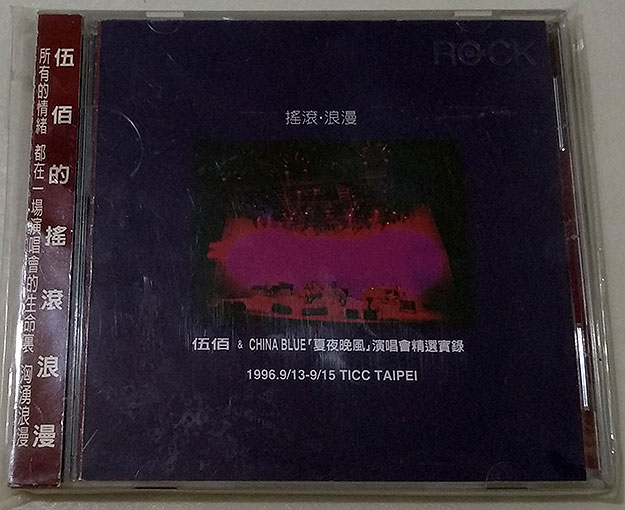 伍佰的搖滾浪漫
所有的情緒 都在一場演唱會的生命裏 洶湧浪漫
ROCK
搖滾·浪漫
伍佰 & CHINA BLUE「夏夜晚風」演唱會精選實錄
1996.9/13-9/15 TICC TAIPEI